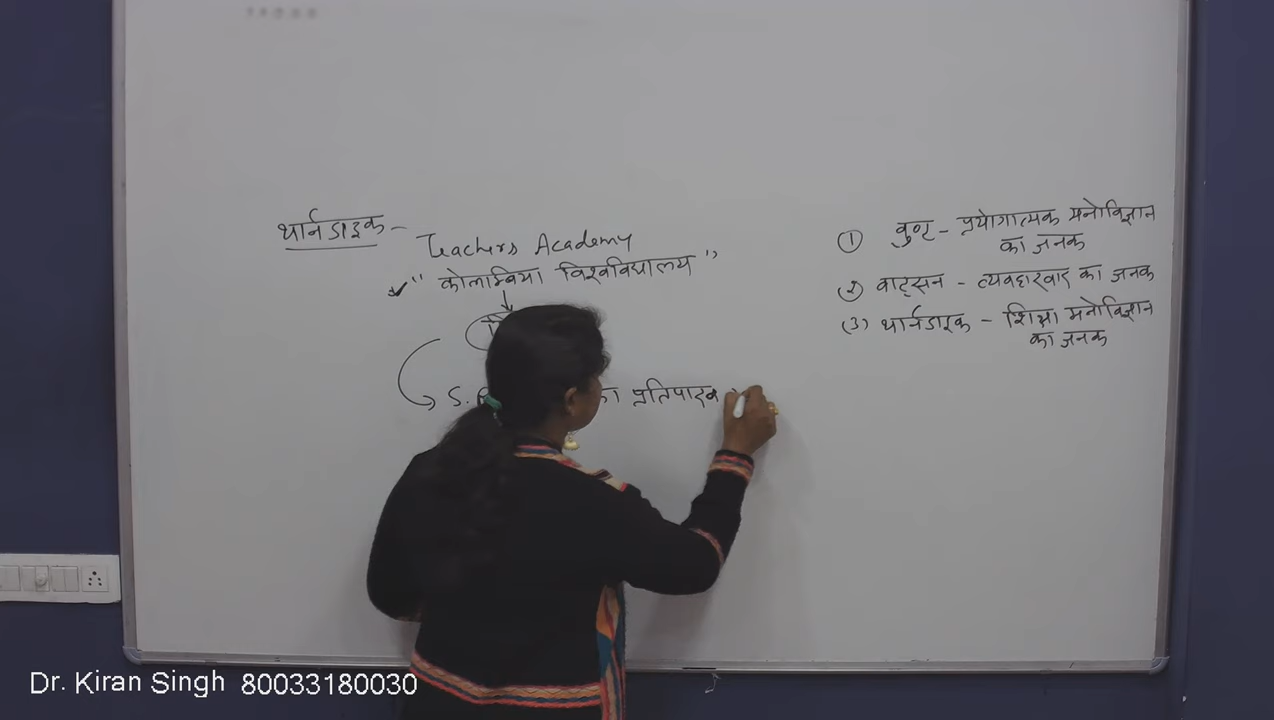 थार्नडाइक –
Teachers Academy
" कोलाम्बिया विश्वविद्यालय "
S. का प्रतिपादक
① वुण्ट – प्रयोगात्मक मनोविज्ञान
का जनक
(2) वाट्सन – व्यवहारवाद का जनक
(3) थार्नडाइक – शिक्षा मनोविज्ञान
का जनक
Dr. Kiran Singh 80033180030